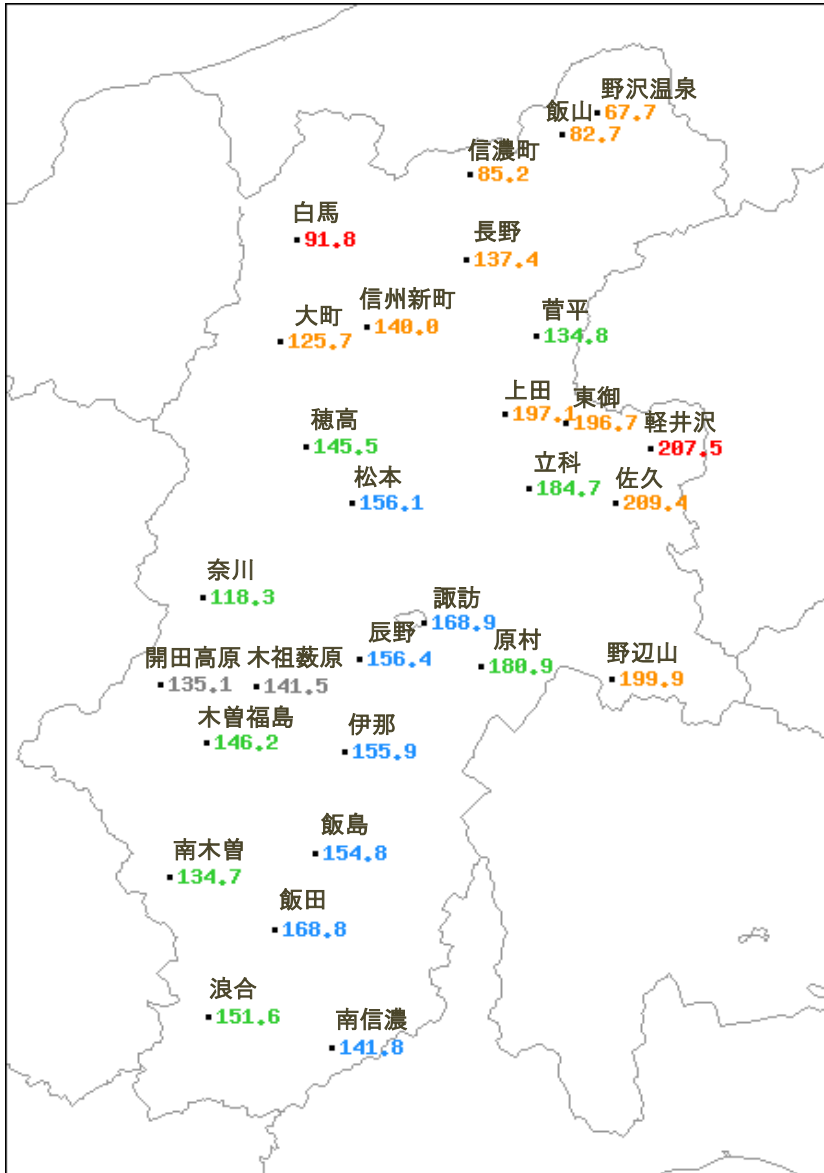 野沢温泉
67.7
飯山
82.7
信濃町
85.2
白馬
91.8
長野
137.4
信州新町
140.0
大町
125.7
菅平
134.8
上田
197.1
東御
196.7
軽井沢
207.5
穂高
145.5
立科
184.7
佐久
209.4
松本
156.1
奈川
118.3
諏訪
168.9
辰野
156.4
原村
180.9
野辺山
199.9
開田高原
135.1
木祖薮原
141.5
木曽福島
146.2
伊那
155.9
飯島
154.8
南木曽
134.7
飯田
168.8
浪合
151.6
南信濃
141.8